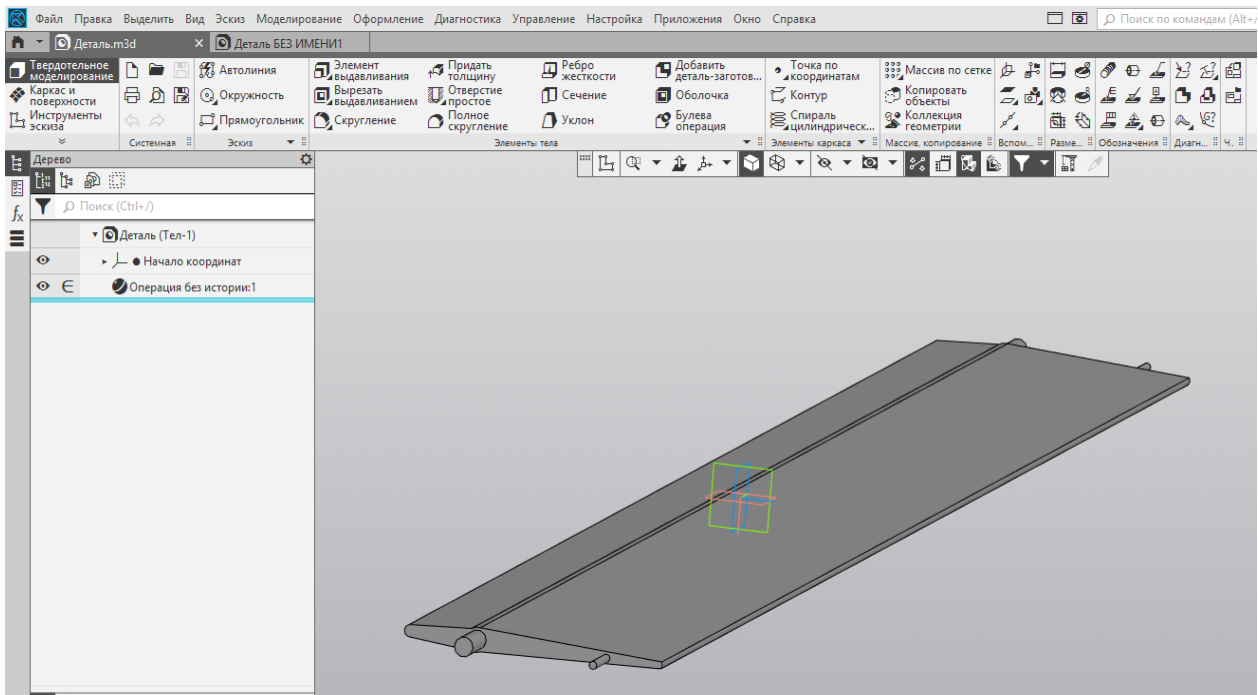 Файл Правка Выделить Вид Эскиз Моделирование Оформление Диагностика Управление Настройка Приложения Окно Справка
Поиск по командам (Alt+/
Деталь.m3d
Деталь БЕЗ ИМЕНИ1
Твердотельное моделирование
Каркас и поверхности
Инструменты эскиза
Системная
Автолиния
Окружность
Прямоугольник
Эскиз
Элемент выдавливания
Вырезать выдавливанием
Скругление
Придать толщину
Отверстие простое
Полное скругление
Ребро жесткости
Сечение
Уклон
Добавить деталь-заготов...
Оболочка
Булева операция
Элементы тела
Точка по координатам
Контур
Спираль цилиндрическ...
Элементы каркаса
Массив по сетке
Копировать объекты
Коллекция геометрии
Массив, копирование
Вспом...
Разме...
Обозначения
Диагн...
Ч.
Дерево
Поиск (Ctrl+/)
fx
Деталь (Тел-1)
Начало координат
Операция без истории:1